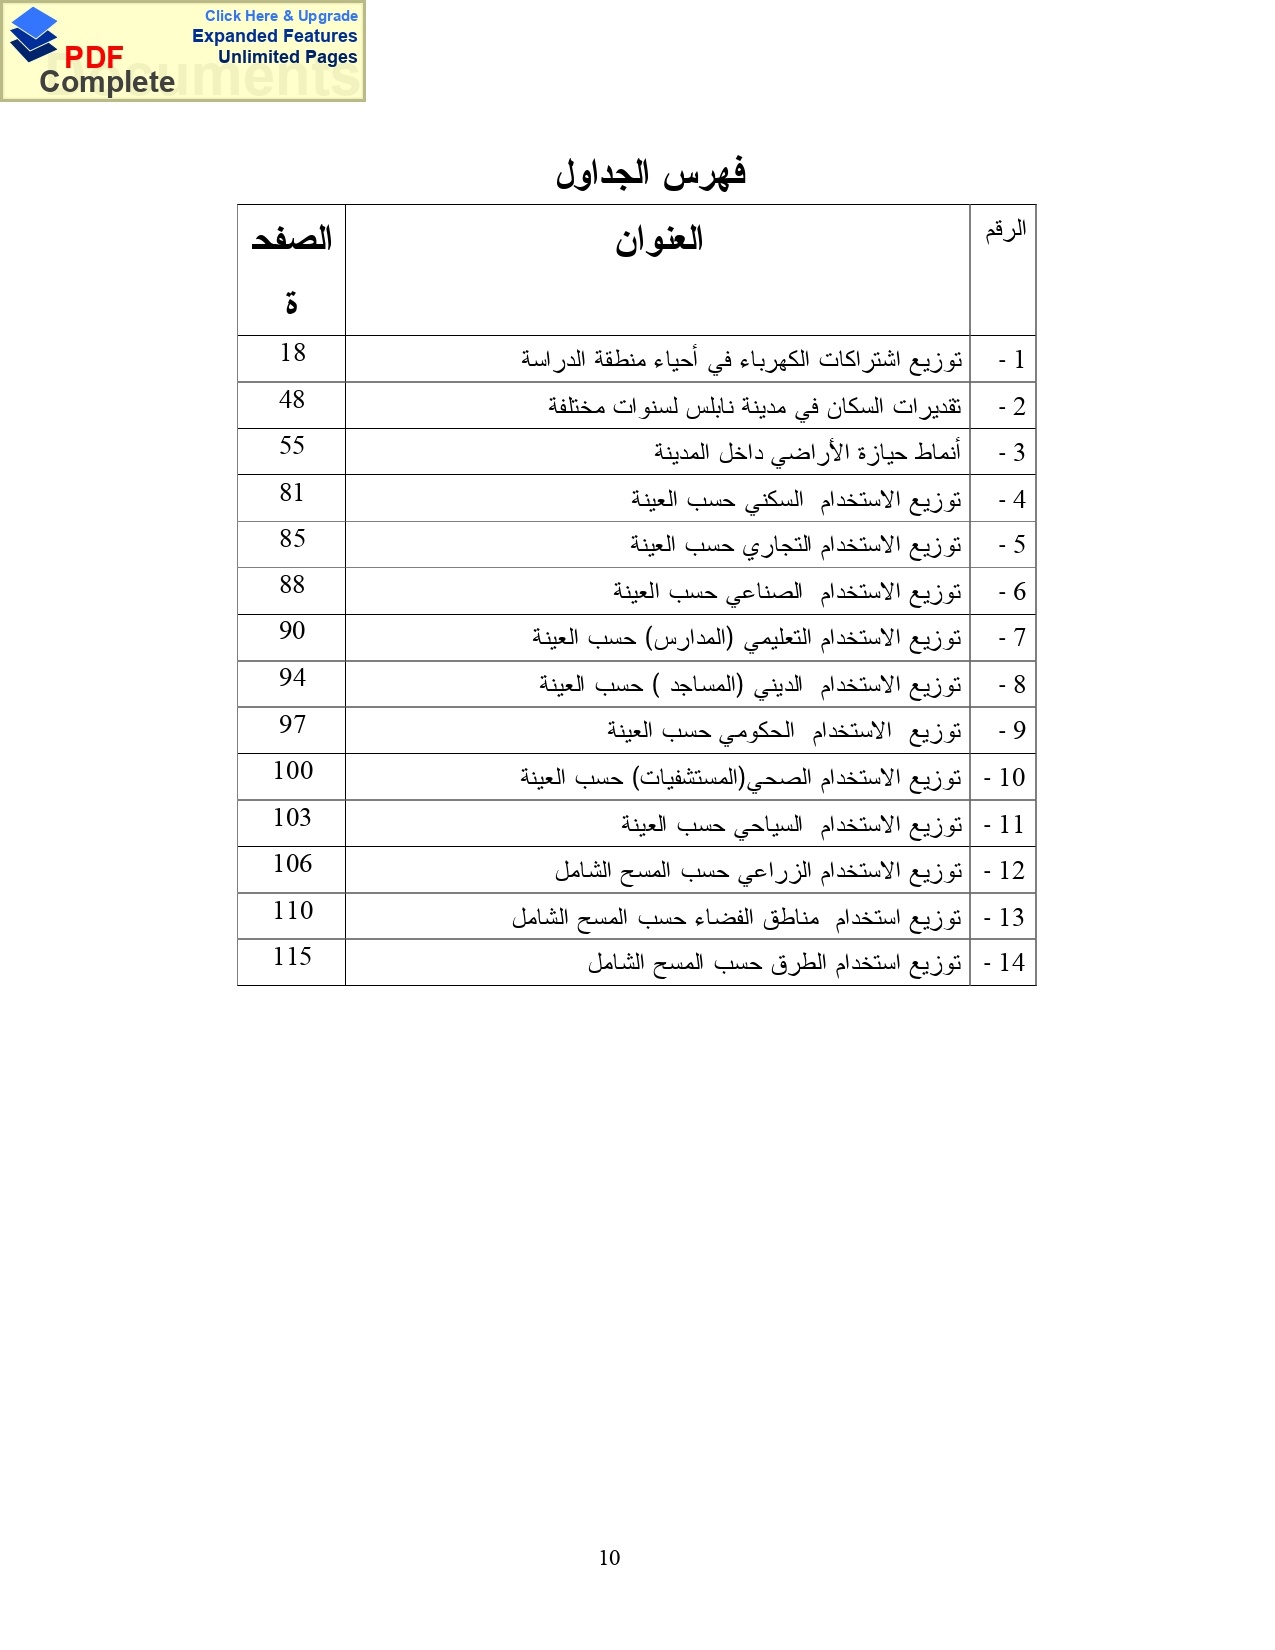 Click Here & Upgrade
Expanded Features
Unlimited Pages
PDF
Complete
Documents
فهرس الجداول
الرقم العنوان الصفحة
1 - توزيع اشتراكات الكهرباء في أحياء منطقة الدراسة 18
2 - تقديرات السكان في مدينة نابلس لسنوات مختلفة 48
3 - أنماط حيازة الأراضي داخل المدينة 55
4 - توزيع الاستخدام السكني حسب العينة 81
5 - توزيع الاستخدام التجاري حسب العينة 85
6 - توزيع الاستخدام الصناعي حسب العينة 88
7 - توزيع الاستخدام التعليمي (المدارس) حسب العينة 90
8 - توزيع الاستخدام الديني (المساجد ) حسب العينة 94
9 - توزيع الاستخدام الحكومي حسب العينة 97
10 - توزيع الاستخدام الصحي(المستشفيات) حسب العينة 100
11 - توزيع الاستخدام السياحي حسب العينة 103
12 - توزيع الاستخدام الزراعي حسب المسح الشامل 106
13 - توزيع استخدام مناطق الفضاء حسب المسح الشامل 110
14 - توزيع استخدام الطرق حسب المسح الشامل 115
10